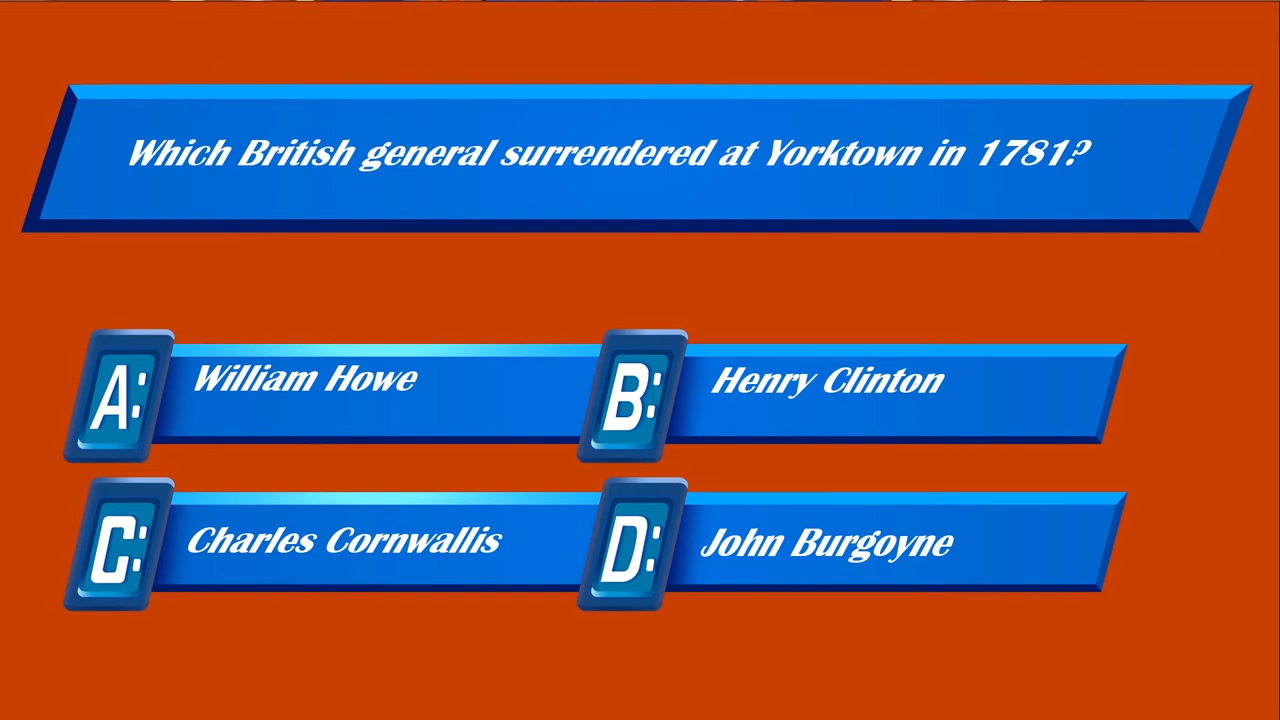 Which British general surrendered at Yorktown in 1781?
A: William Howe
B: Henry Clinton
C: Charles Cornwallis
D: John Burgoyne